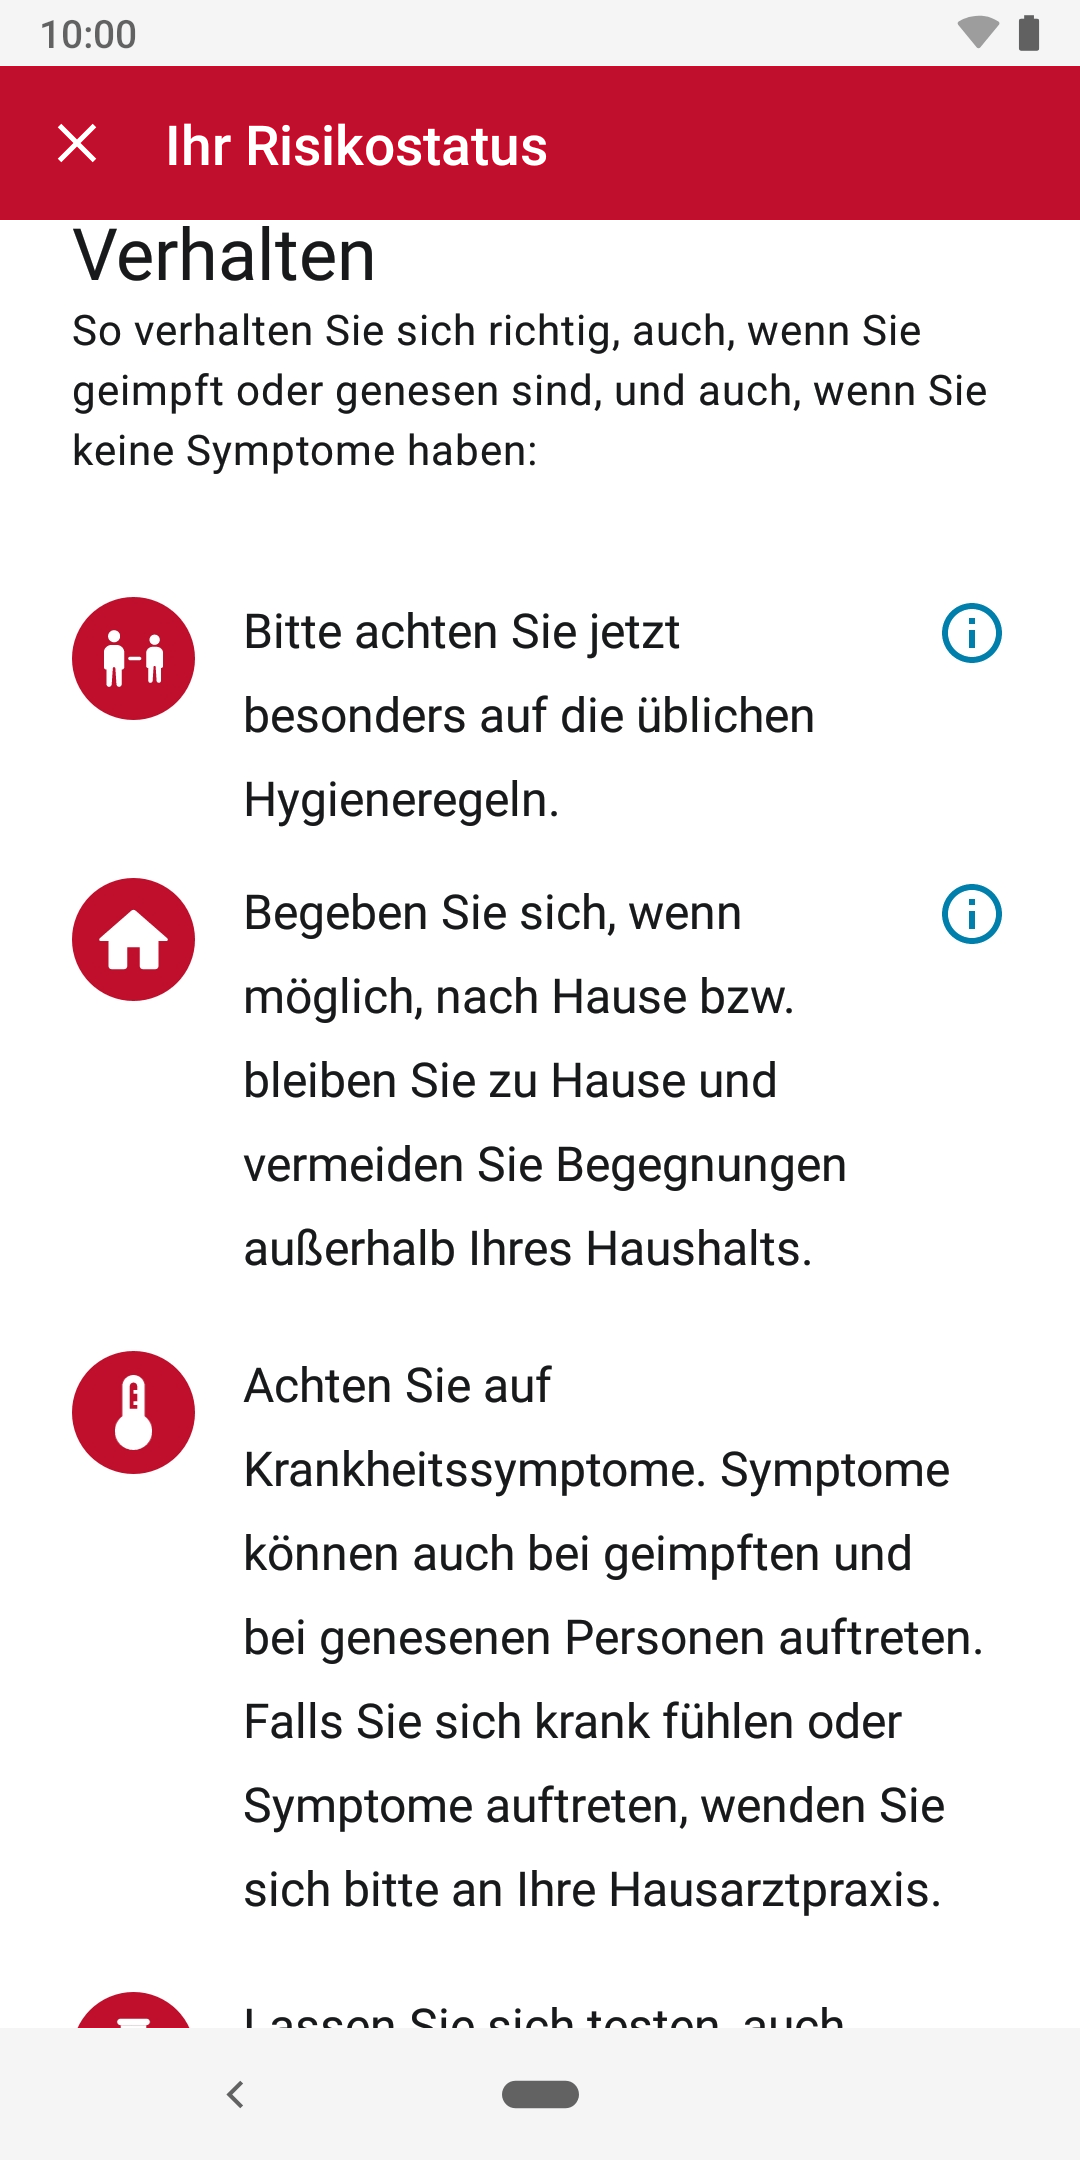 10:00
Ihr Risikostatus
Verhalten
So verhalten Sie sich richtig, auch, wenn Sie
geimpft oder genesen sind, und auch, wenn Sie
keine Symptome haben:
Bitte achten Sie jetzt
besonders auf die üblichen
Hygieneregeln.
Begeben Sie sich, wenn
möglich, nach Hause bzw.
bleiben Sie zu Hause und
vermeiden Sie Begegnungen
außerhalb Ihres Haushalts.
Achten Sie auf
Krankheitssymptome. Symptome
können auch bei geimpften und
bei genesenen Personen auftreten.
Falls Sie sich krank fühlen oder
Symptome auftreten, wenden Sie
sich bitte an Ihre Hausarztpraxis.
Lassen Sie sich testen, auch